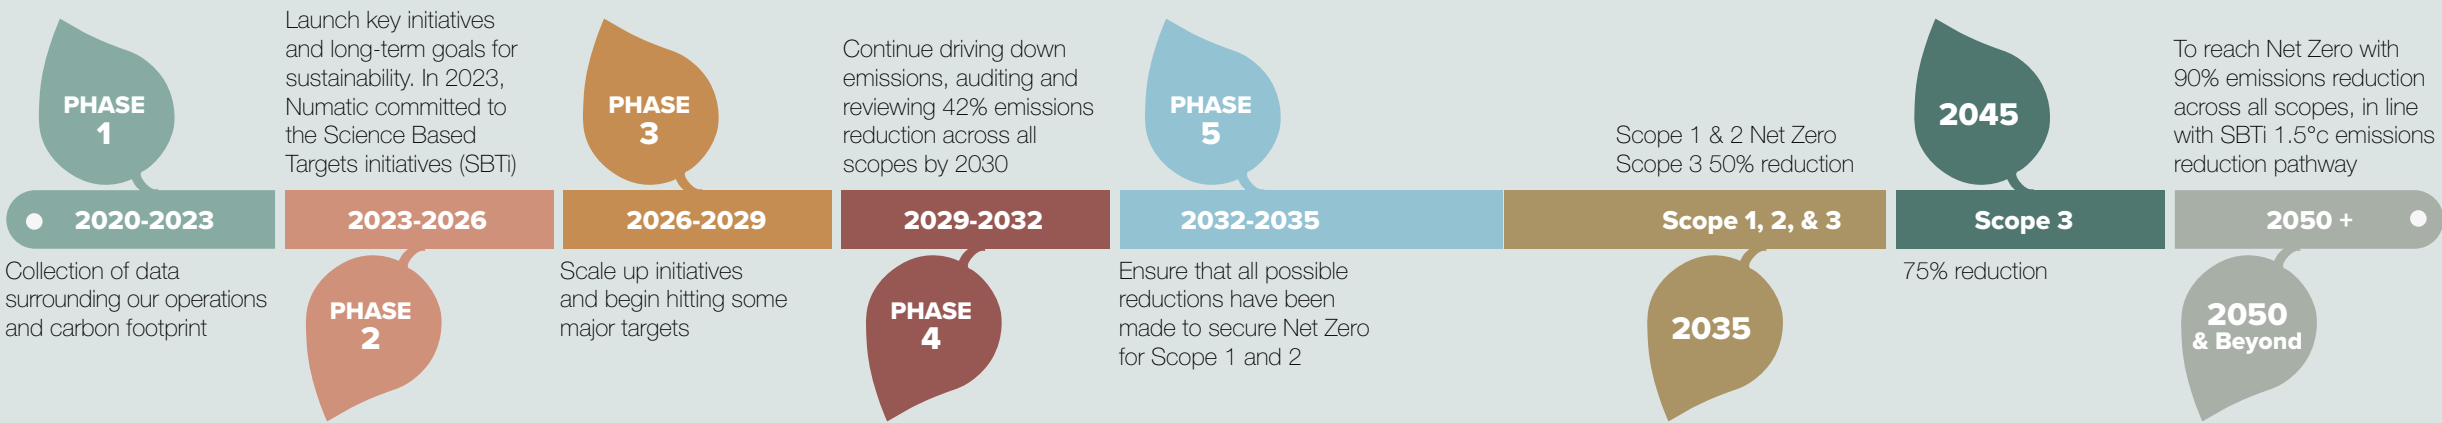 PHASE
1
2020-2023
Collection of data
surrounding our operations
and carbon footprint
Launch key initiatives
and long-term goals for
sustainability. In 2023,
Numatic committed to
the Science Based
Targets initiatives (SBTi)
2023-2026
PHASE
2
PHASE
3
2026-2029
Scale up initiatives
and begin hitting some
major targets
Continue driving down
emissions, auditing and
reviewing 42% emissions
reduction across all
scopes by 2030
2029-2032
PHASE
4
PHASE
5
2032-2035
Ensure that all possible
reductions have been
made to secure Net Zero
for Scope 1 and 2
Scope 1 & 2 Net Zero
Scope 3 50% reduction
Scope 1, 2, & 3
2035
2045
Scope 3
75% reduction
To reach Net Zero with
90% emissions reduction
across all scopes, in line
with SBTi 1.5°c emissions
reduction pathway
2050 +
2050
& Beyond